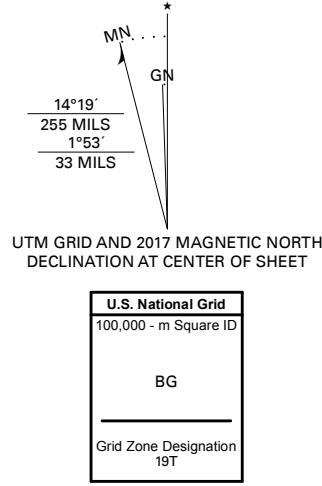 ★
MN
GN
14°19´
255 MILS
1°53´
33 MILS
UTM GRID AND 2017 MAGNETIC NORTH
DECLINATION AT CENTER OF SHEET
U.S. National Grid
100,000 - m Square ID
BG
Grid Zone Designation
19T